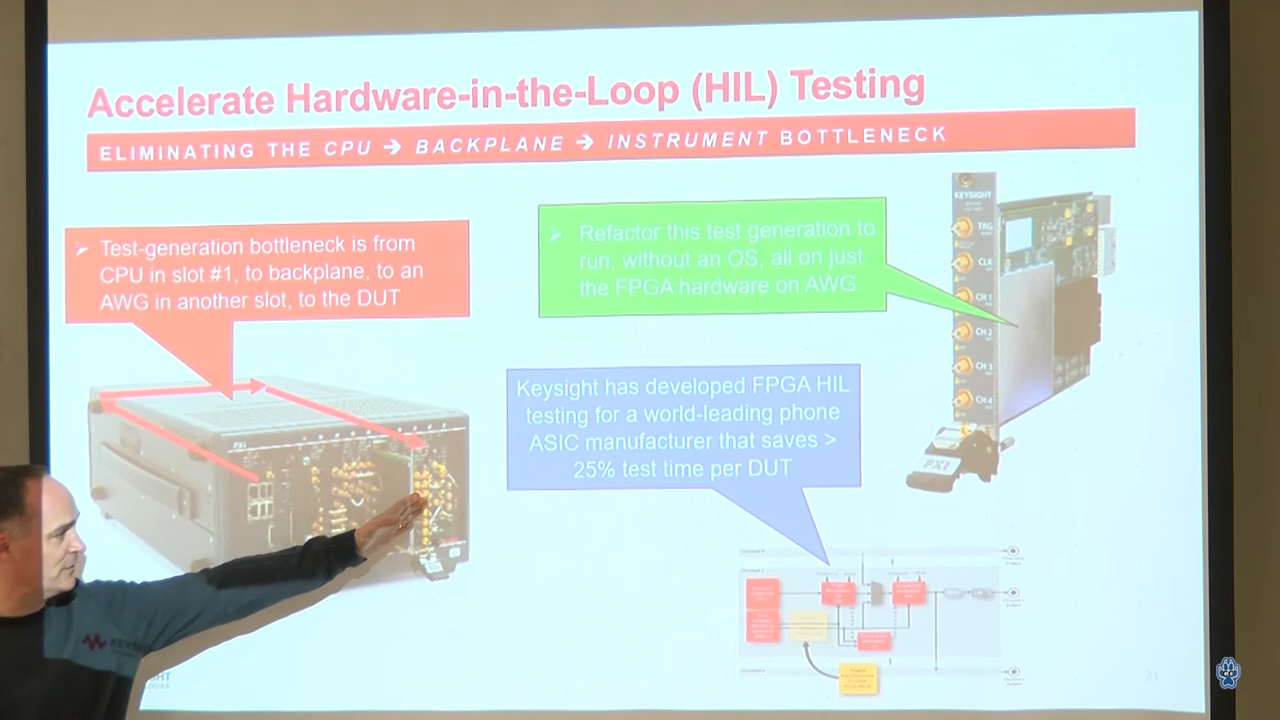 Accelerate Hardware-in-the-Loop (HIL) Testing
ELIMINATING THE CPU → BACKPLANE → INSTRUMENT BOTTLENECK
➢ Test-generation bottleneck is from
CPU in slot #1, to backplane, to an
AWG in another slot, to the DUT
➢ Refactor this test generation to
run, without an OS, all on just
the FPGA hardware on AWG
Keysight has developed FPGA HIL
testing for a world-leading phone
ASIC manufacturer that saves >
25% test time per DUT
KEYSIGHT
TRG
CLK
CH 1
CH 2
CH 3
CH 4
PXI
21